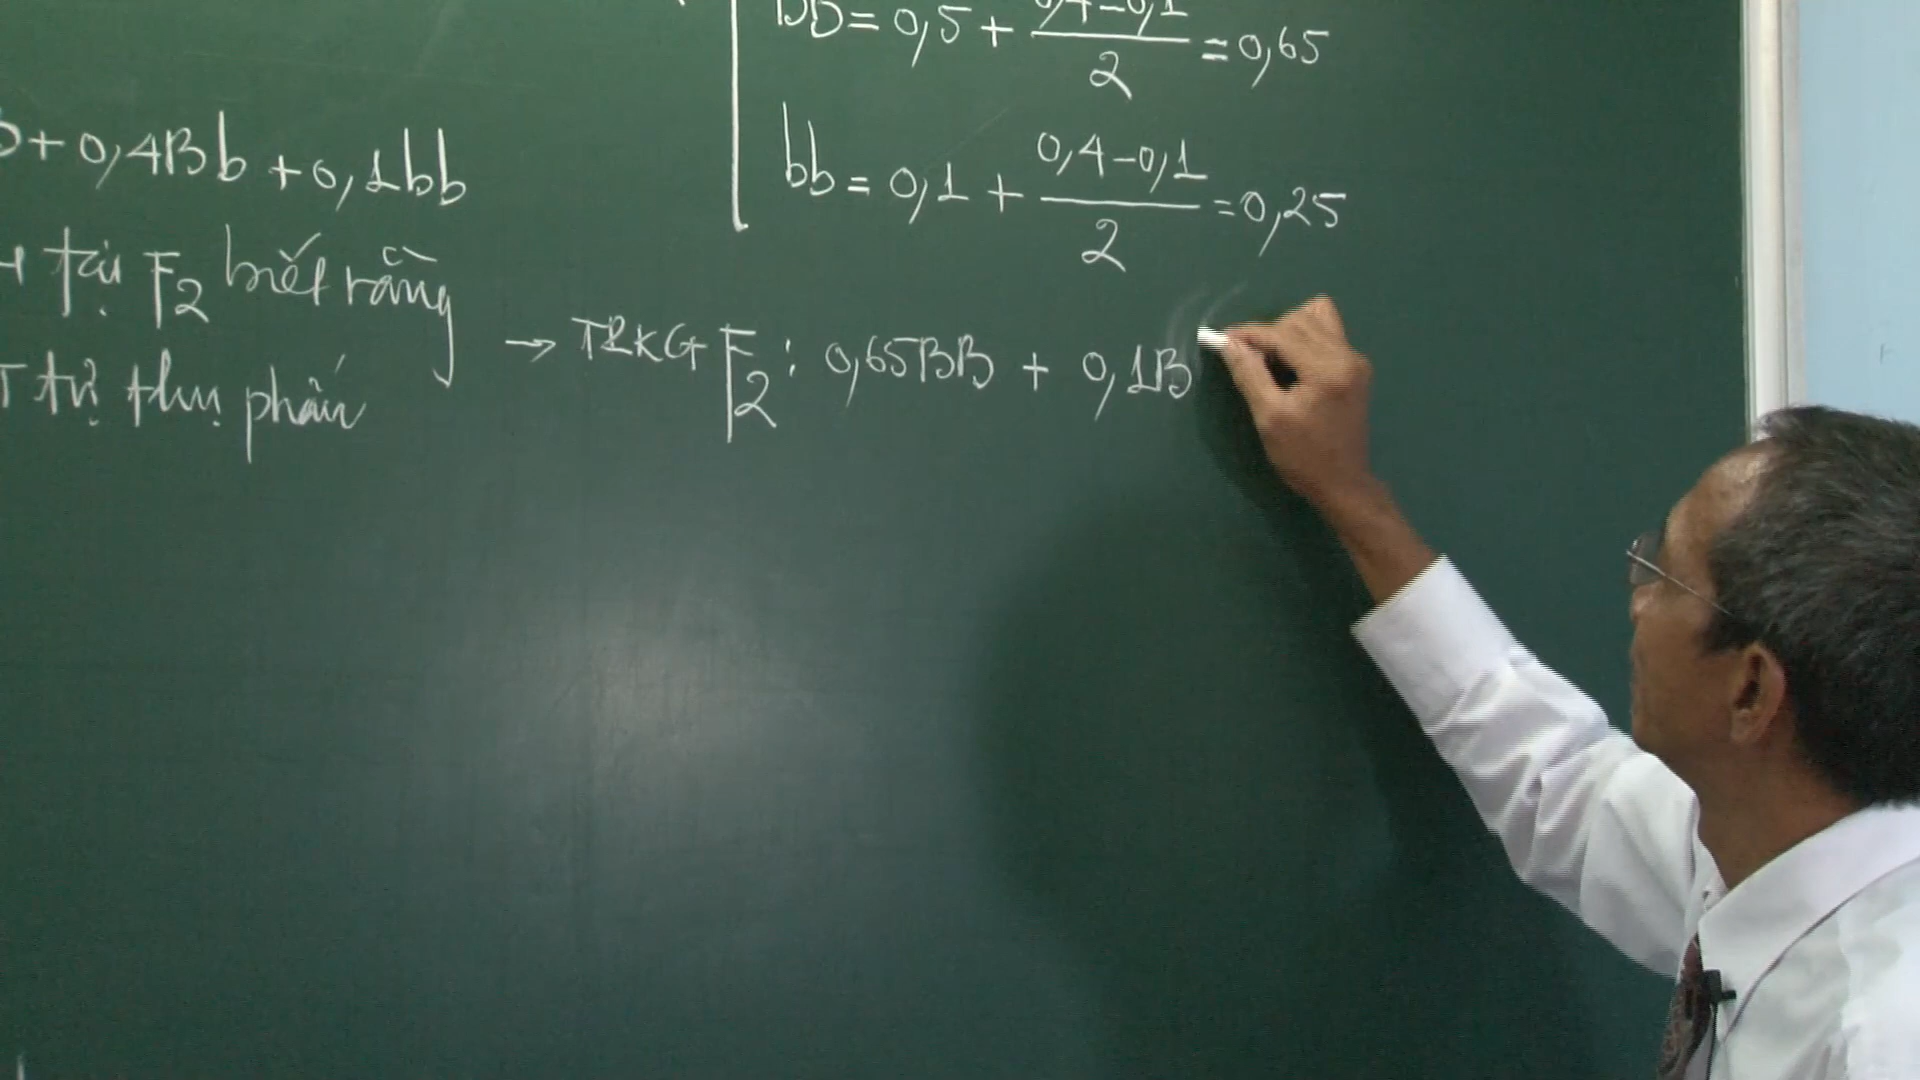 BB = 0,5 + (0,4-0,1)/2 = 0,65
+ 0,4Bb + 0,1bb
bb = 0,1 + (0,4-0,1)/2 = 0,25
tại F2 biết rằng
T tự thụ phấn
→ TLKG F2 : 0,65BB + 0,1B